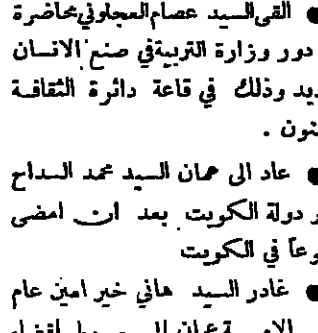 ● القى السيد عصام العجلوني محاضرة
دور وزارة التربية في صنع الانسان
يد وذلك في قاعة دائرة الثقافة
نون .
● عاد الى عمان السيد محمد السداح
ر دولة الكويت بعد ان امضى
وعاً في الكويت
● غادر السيد هاني خير امين عام